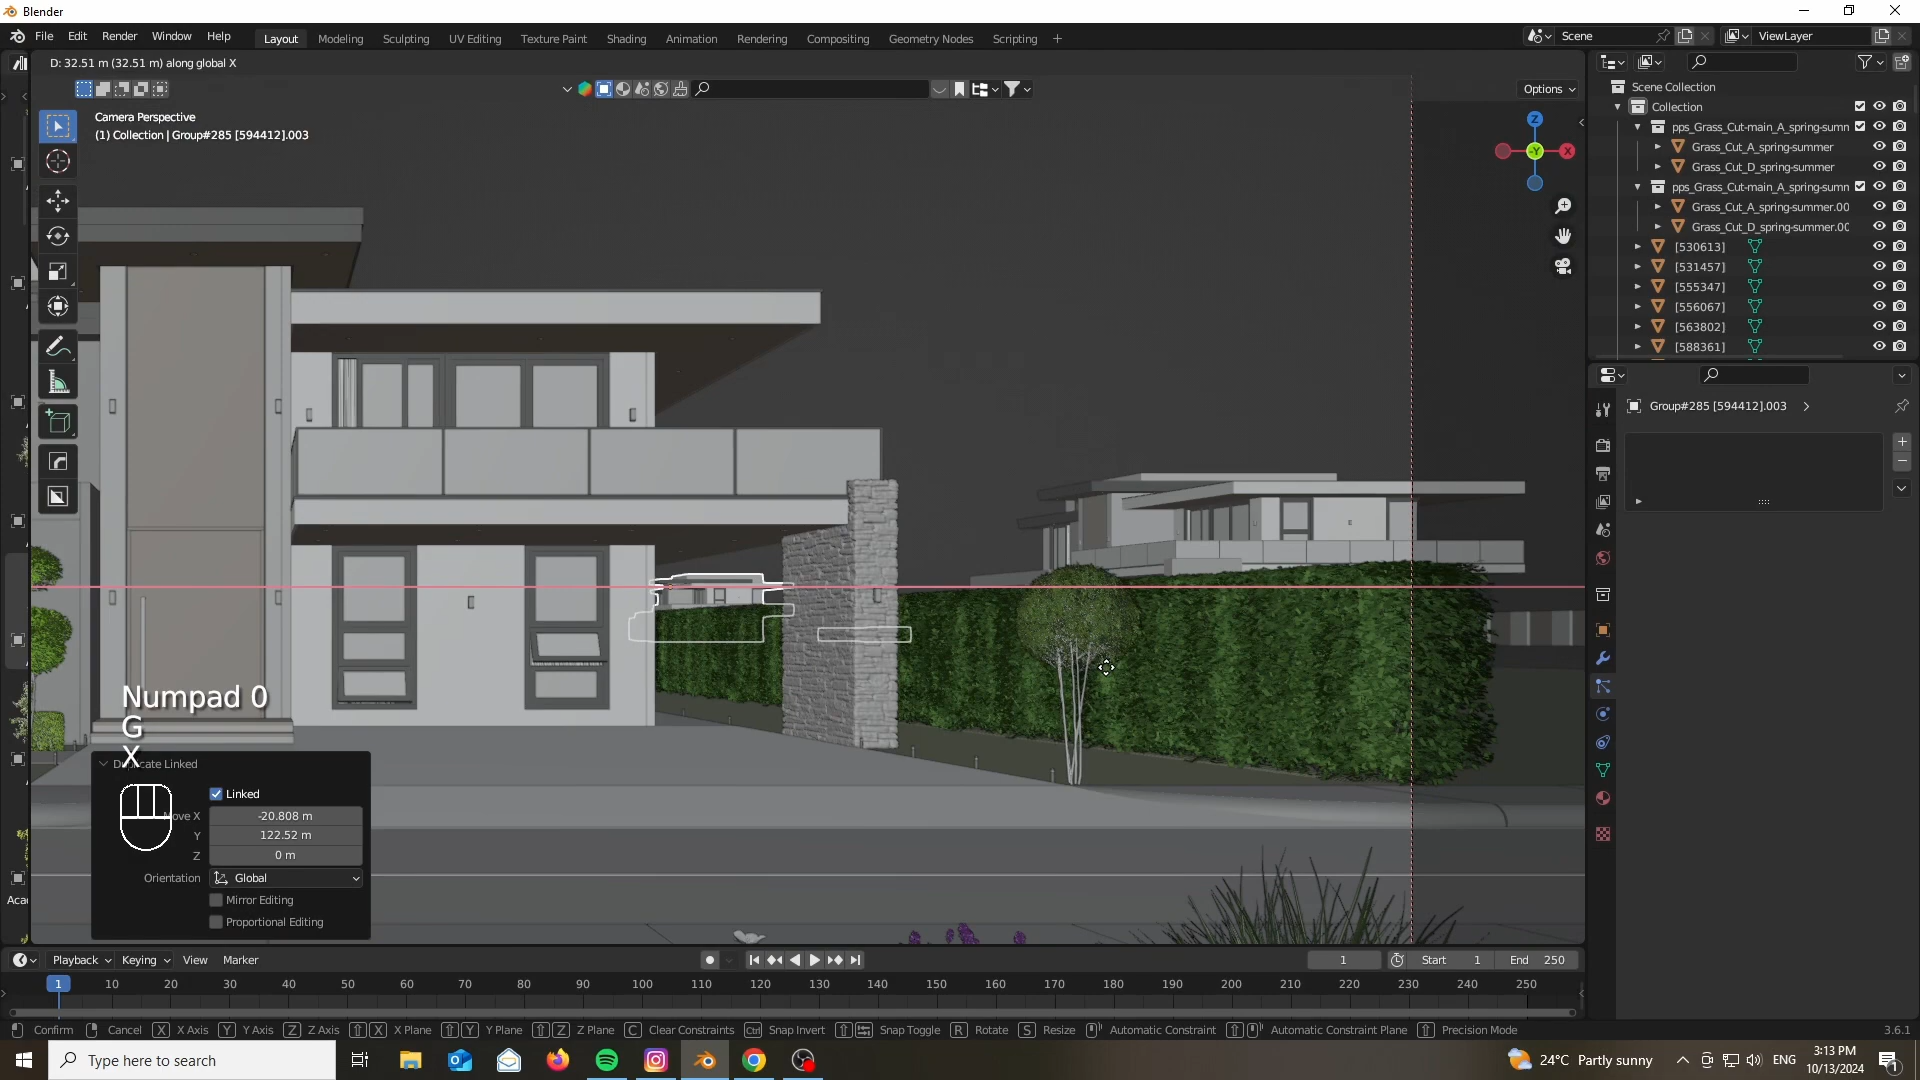 Blender
File Edit Render Window Help
Layout Modeling Sculpting UV Editing Texture Paint Shading Animation Rendering Compositing Geometry Nodes Scripting +
Scene
ViewLayer
D: 32.51 m (32.51 m) along global X
Options
Camera Perspective
(1) Collection | Group#285 [594412].003
Z
-Y
X
Scene Collection
Collection
pps_Grass_Cut-main_A_spring-summ
Grass_Cut_A_spring-summer
Grass_Cut_D_spring-summer
pps_Grass_Cut-main_A_spring-summ
Grass_Cut_A_spring-summer.00
Grass_Cut_D_spring-summer.00
[530613]
[531457]
[555347]
[556067]
[563802]
[588361]
Group#285 [594412].003
Numpad 0
G
X
Duplicate Linked
Linked
Move X -20.808 m
Y 122.52 m
Z 0 m
Orientation Global
Mirror Editing
Proportional Editing
Acad
Playback Keying View Marker
1 Start 1 End 250
1 10 20 30 40 50 60 70 80 90 100 110 120 130 140 150 160 170 180 190 200 210 220 230 240 250
Confirm Cancel X X Axis Y Y Axis Z Z Axis X X Plane Y Y Plane Z Z Plane C Clear Constraints Ctrl Snap Invert Snap Toggle R Rotate S Resize Automatic Constraint Automatic Constraint Plane Precision Mode 3.6.1
Type here to search
24°C Partly sunny
ENG
3:13 PM
10/13/2024
1